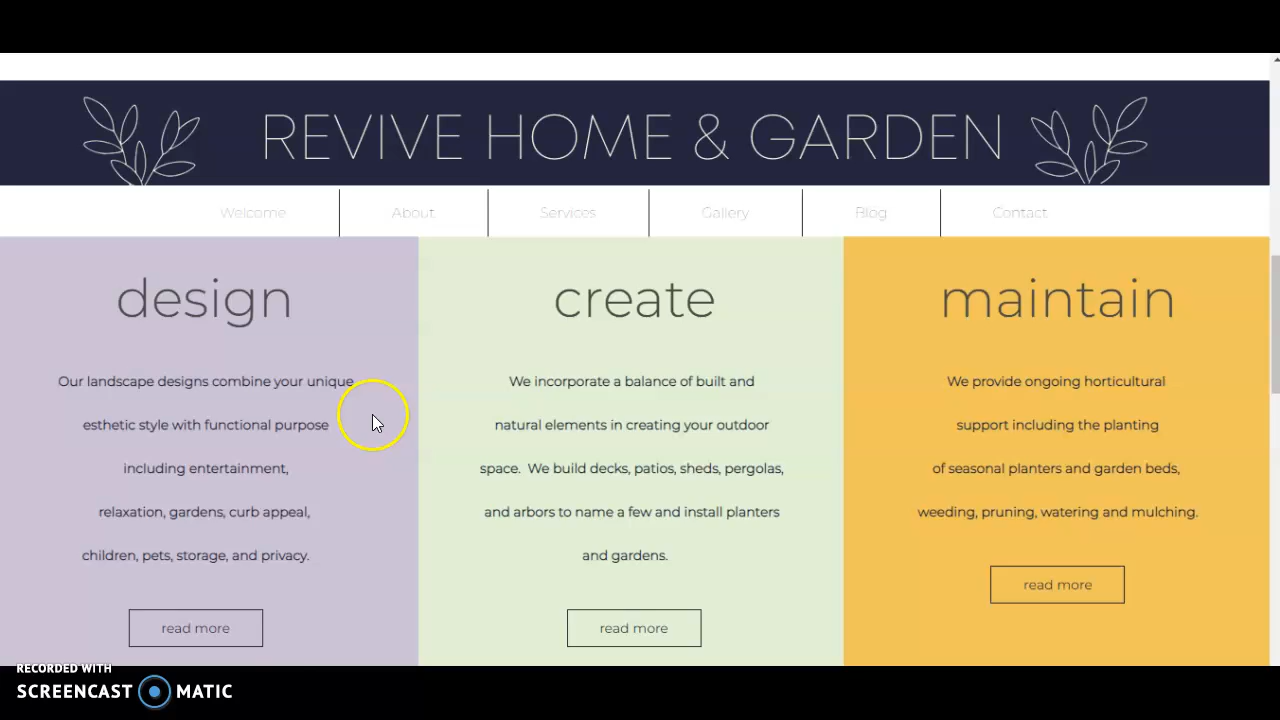 REVIVE HOME & GARDEN
Welcome
About
Services
Gallery
Blog
Contact
design
Our landscape designs combine your unique
esthetic style with functional purpose
including entertainment,
relaxation, gardens, curb appeal,
children, pets, storage, and privacy.
read more
create
We incorporate a balance of built and
natural elements in creating your outdoor
space.  We build decks, patios, sheds, pergolas,
and arbors to name a few and install planters
and gardens.
read more
maintain
We provide ongoing horticultural
support including the planting
of seasonal planters and garden beds,
weeding, pruning, watering and mulching.
read more
RECORDED WITH
SCREENCAST MATIC